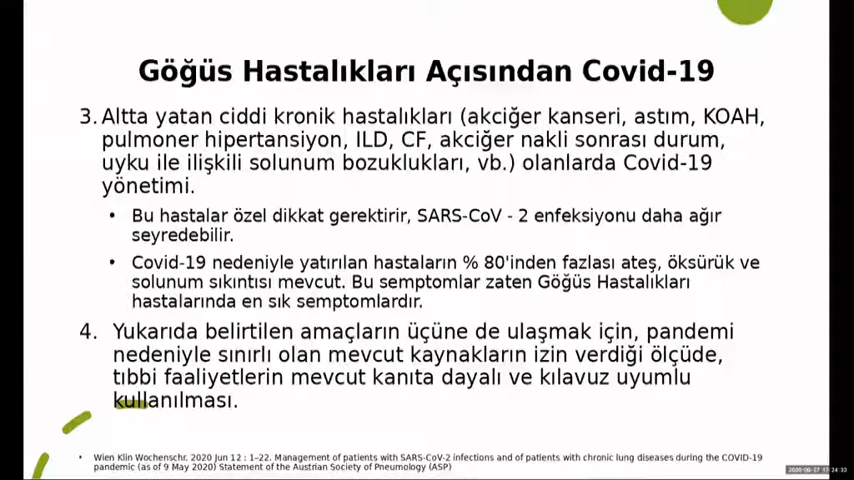 Göğüs Hastalıkları Açısından Covid-19
3. Altta yatan ciddi kronik hastalıkları (akciğer kanseri, astım, KOAH,
pulmoner hipertansiyon, ILD, CF, akciğer nakli sonrası durum,
uyku ile ilişkili solunum bozuklukları, vb.) olanlarda Covid-19
yönetimi.
• Bu hastalar özel dikkat gerektirir, SARS-CoV - 2 enfeksiyonu daha ağır
seyredebilir.
• Covid-19 nedeniyle yatırılan hastaların % 80'inden fazlası ateş, öksürük ve
solunum sıkıntısı mevcut. Bu semptomlar zaten Göğüs Hastalıkları
hastalarında en sık semptomlardır.
4. Yukarıda belirtilen amaçların üçüne de ulaşmak için, pandemi
nedeniyle sınırlı olan mevcut kaynakların izin verdiği ölçüde,
tıbbi faaliyetlerin mevcut kanıta dayalı ve kılavuz uyumlu
kullanılması.
• Wien Klin Wochenschr. 2020 Jun 12 : 1–22. Management of patients with SARS-CoV-2 infections and of patients with chronic lung diseases during the COVID-19
pandemic (as of 9 May 2020) Statement of the Austrian Society of Pneumology (ASP)